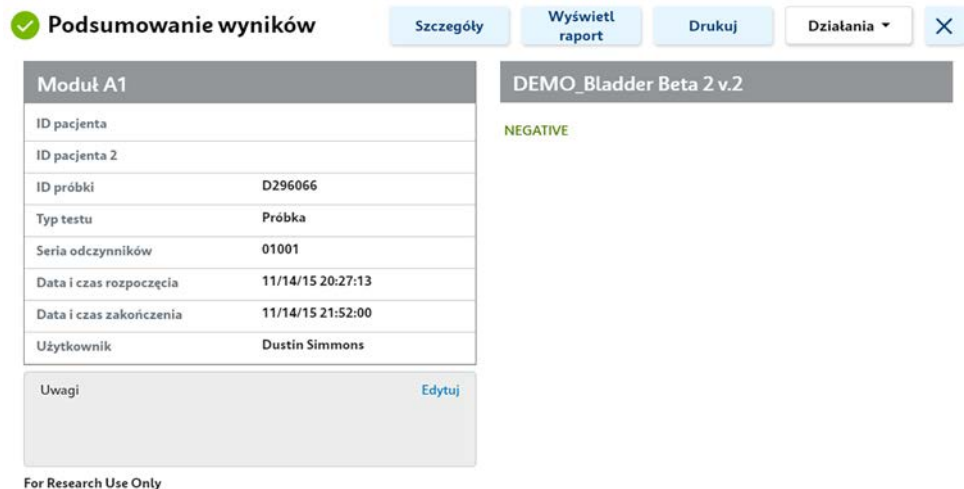 Podsumowanie wyników
Szczegóły
Wyświetl
raport
Drukuj
Działania
Moduł A1
ID pacjenta
ID pacjenta 2
ID próbki D296066
Typ testu Próbka
Seria odczynników 01001
Data i czas rozpoczęcia 11/14/15 20:27:13
Data i czas zakończenia 11/14/15 21:52:00
Użytkownik Dustin Simmons
Uwagi Edytuj
For Research Use Only
DEMO_Bladder Beta 2 v.2
NEGATIVE